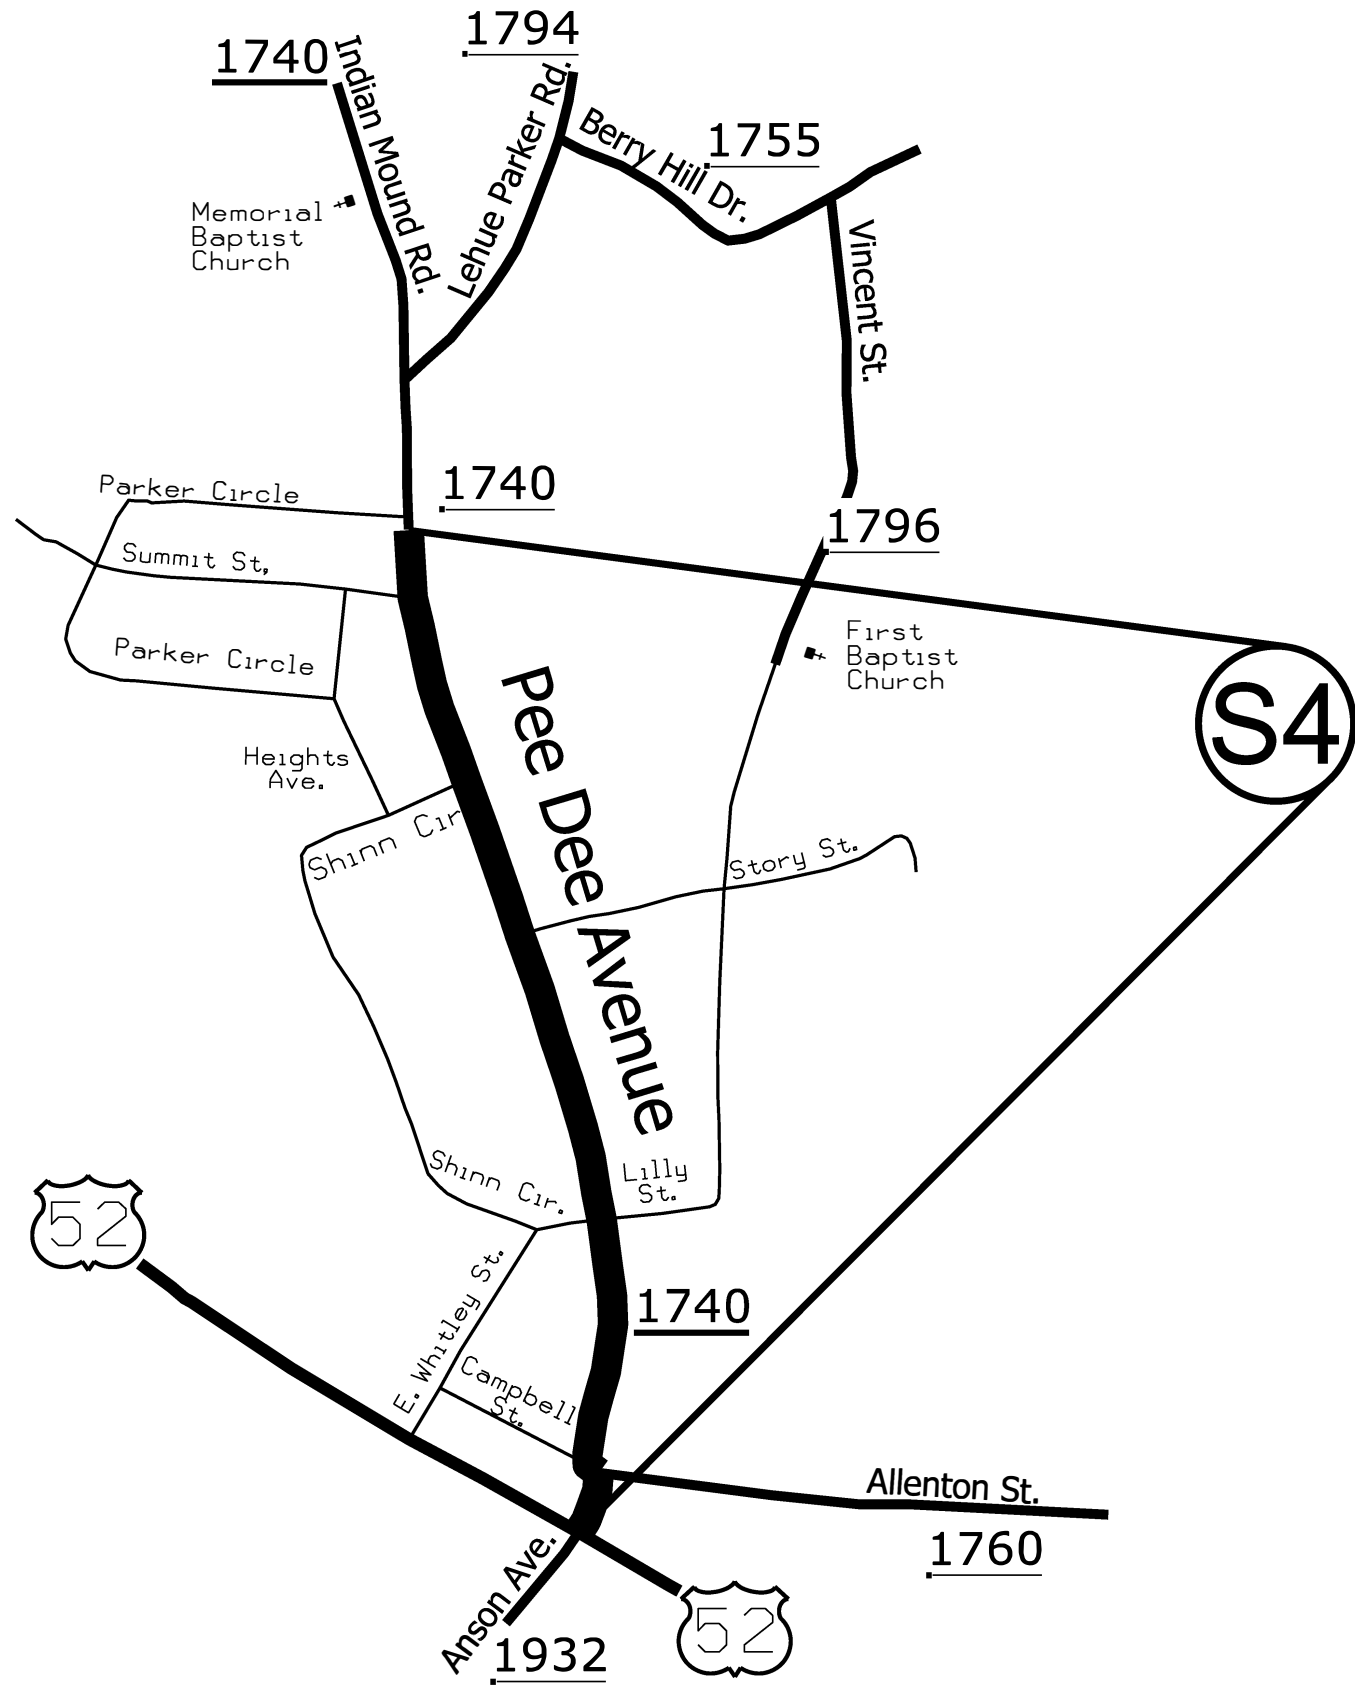 1794
1740
Indian Mound Rd.
Lehue Parker Rd.
Berry Hill Dr.
1755
Memorial
Baptist
Church
Vincent St.
Parker Circle
1740
1796
Summit St,
First
Baptist
Church
Parker Circle
Pee Dee Avenue
S4
Heights
Ave.
Shinn Cir
Story St.
Shinn Cir.
Lilly
St.
52
E. Whitley St.
1740
Campbell
St.
Allenton St.
1760
Anson Ave.
52
1932